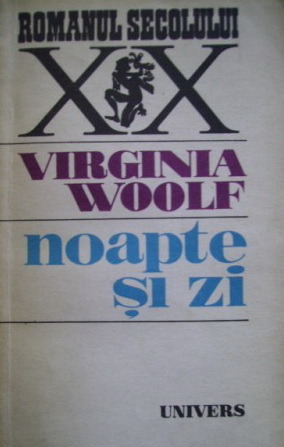 ROMANUL SECOLULUI
XX
VIRGINIA
WOOLF
noapte
și zi
UNIVERS